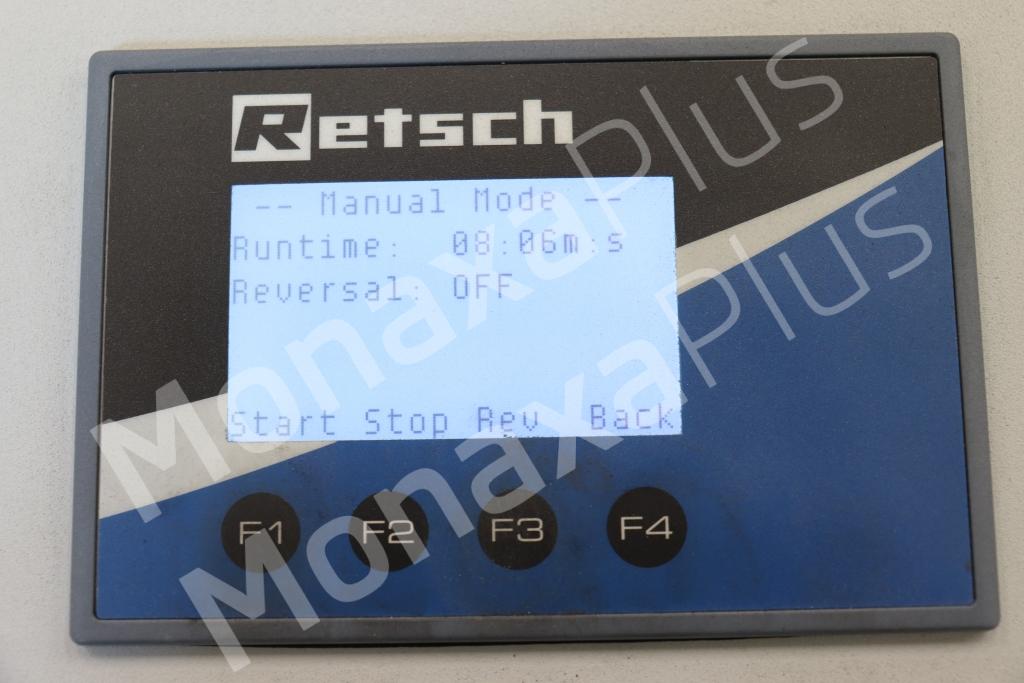 Retsch
-- Manual Mode --
Runtime: 08:06m:s
Reversal: OFF
Start Stop Rev Back
F1 F2 F3 F4
MonaxaPlus
MonaxaPlus